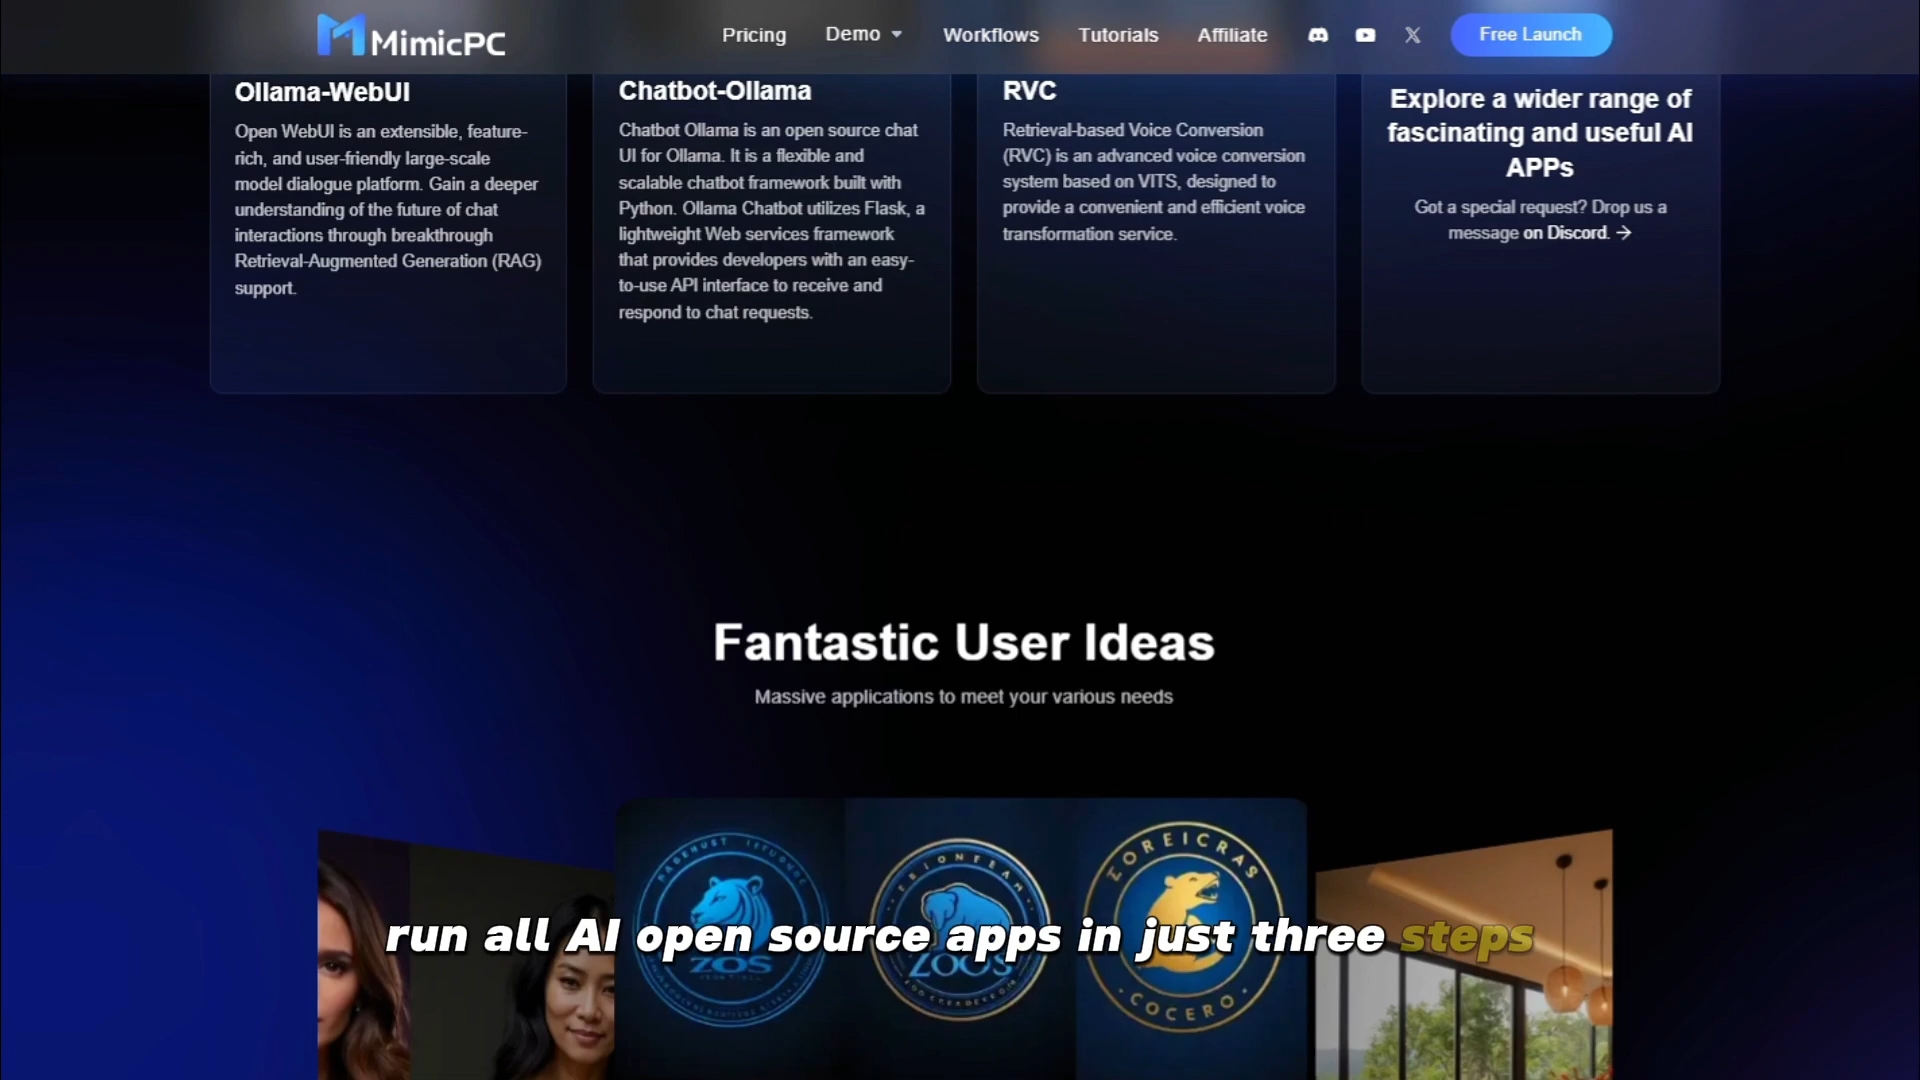 MimicPC
Pricing
Demo
Workflows
Tutorials
Affiliate
Free Launch
Ollama-WebUI
Open WebUI is an extensible, feature-
rich, and user-friendly large-scale
model dialogue platform. Gain a deeper
understanding of the future of chat
interactions through breakthrough
Retrieval-Augmented Generation (RAG)
support.
Chatbot-Ollama
Chatbot Ollama is an open source chat
UI for Ollama. It is a flexible and
scalable chatbot framework built with
Python. Ollama Chatbot utilizes Flask, a
lightweight Web services framework
that provides developers with an easy-
to-use API interface to receive and
respond to chat requests.
RVC
Retrieval-based Voice Conversion
(RVC) is an advanced voice conversion
system based on VITS, designed to
provide a convenient and efficient voice
transformation service.
Explore a wider range of
fascinating and useful AI
APPs
Got a special request? Drop us a
message on Discord. →
Fantastic User Ideas
Massive applications to meet your various needs
ZOS
ZOOS
COCERO
run all AI open source apps in just three steps